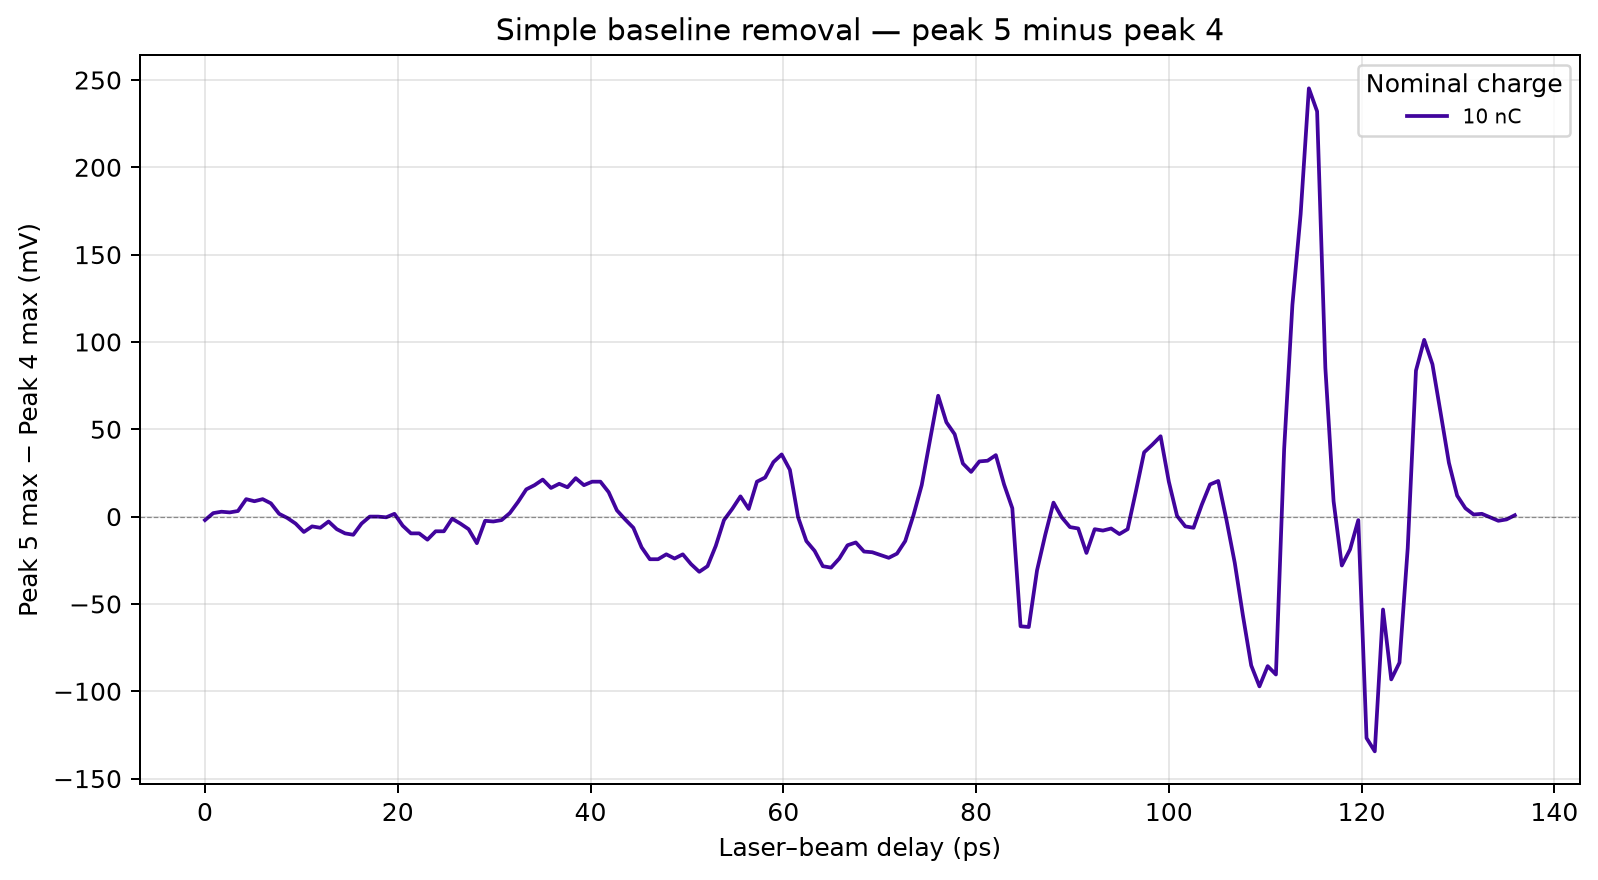 Simple baseline removal — peak 5 minus peak 4
Nominal charge
10 nC
Peak 5 max − Peak 4 max (mV)
250
200
150
100
50
0
−50
−100
−150
0 20 40 60 80 100 120 140
Laser–beam delay (ps)